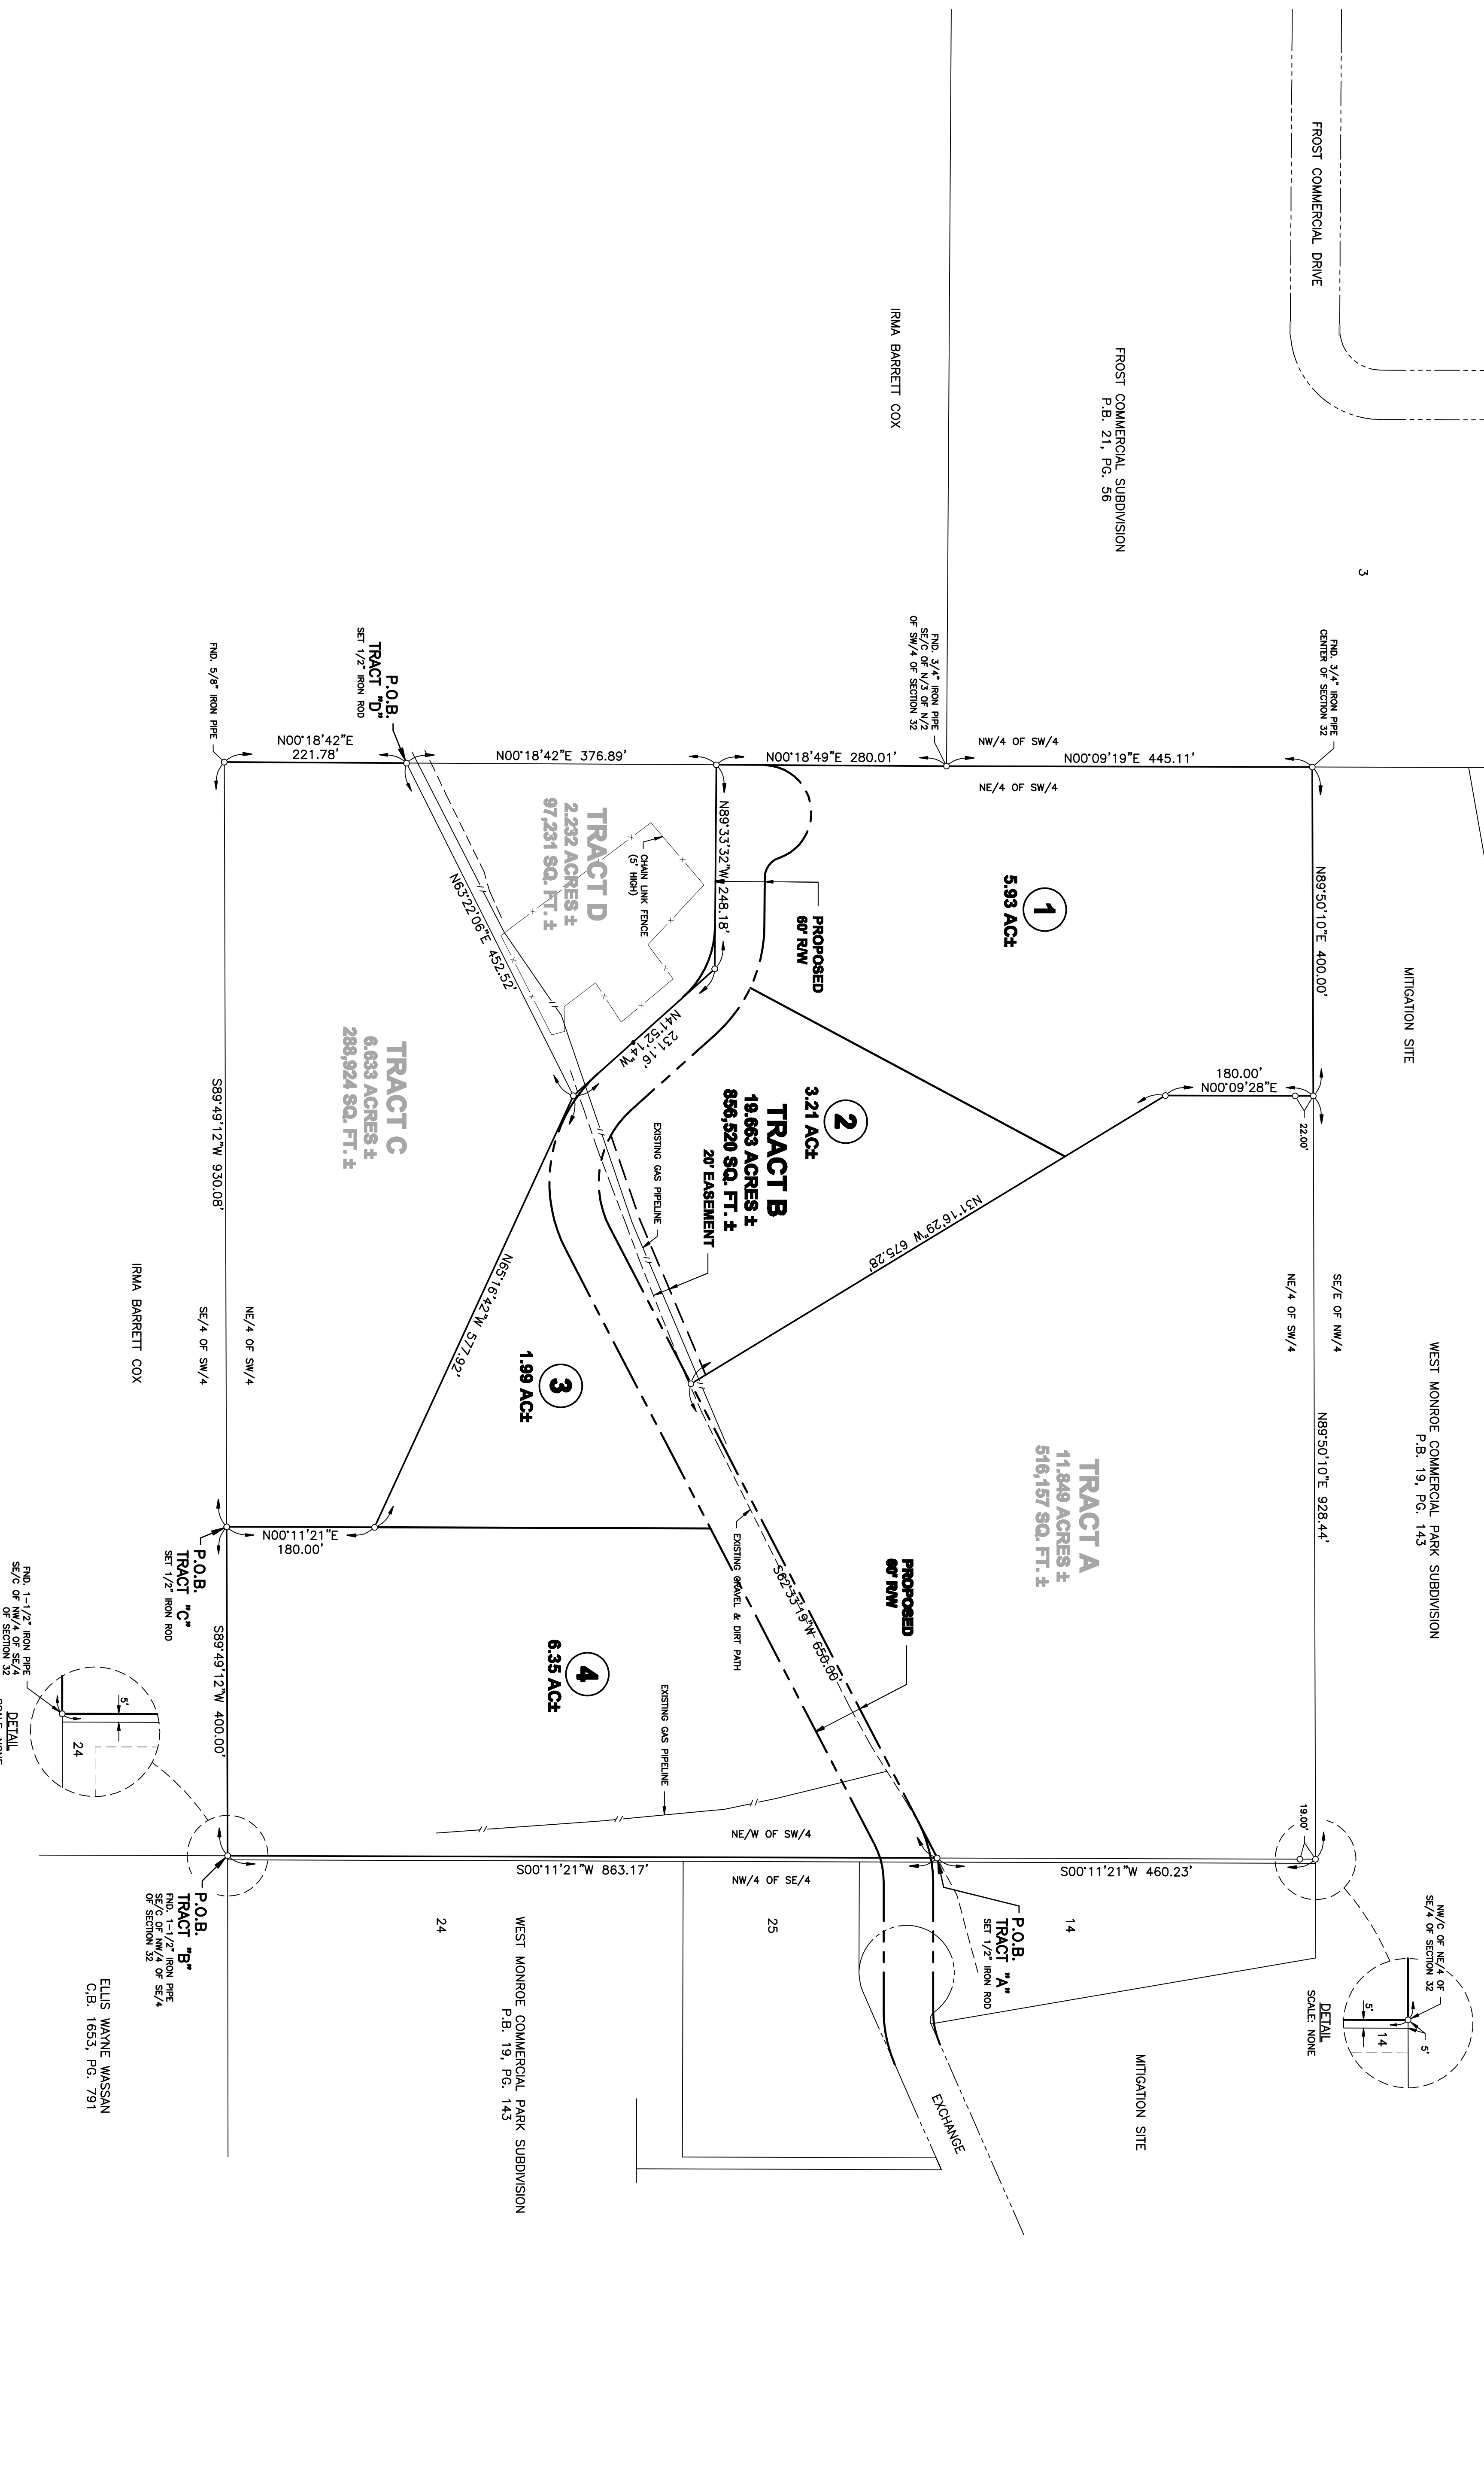 FROST COMMERCIAL DRIVE
IRMA BARRETT COX
FROST COMMERCIAL SUBDIVISION
P.B. 21, PG. 56
3
FND. 3/4" IRON PIPE
CENTER OF SECTION 32
FND. 3/4" IRON PIPE
SE/C OF N/3 OF N/2
OF SW/4 OF SECTION 32
P.O.B.
TRACT "D"
SET 1/2" IRON ROD
FND. 5/8" IRON PIPE
N00°18'42"E
221.78'
N00°18'42"E 376.89'
N00°18'49"E 280.01'
NW/4 OF SW/4
NE/4 OF SW/4
N00°09'19"E 445.11'
N89°50'10"E 400.00'
MITIGATION SITE
180.00'
N00°09'28"E
22.00'
1
5.93 AC±
PROPOSED
60' R/W
N89°33'32"W 248.18'
TRACT D
2.232 ACRES ±
97,231 SQ. FT. ±
CHAIN LINK FENCE
(5' HIGH)
N63°22'06"E 452.52'
N41°52'14"W
231.16'
2
3.21 AC±
TRACT B
19.663 ACRES ±
856,520 SQ. FT. ±
20' EASEMENT
EXISTING GAS PIPELINE
N31°16'29"W 675.28'
TRACT C
6.633 ACRES ±
288,924 SQ. FT. ±
S89°49'12"W 930.08'
IRMA BARRETT COX
NE/4 OF SW/4
SE/4 OF SW/4
N65°16'42"W 577.92'
3
1.99 AC±
SE/E OF NW/4
NE/4 OF SW/4
WEST MONROE COMMERCIAL PARK SUBDIVISION
P.B. 19, PG. 143
N89°50'10"E 928.44'
TRACT A
11.849 ACRES ±
516,157 SQ. FT. ±
EXISTING GRAVEL & DIRT PATH
S62°33'19"W 650.00'
PROPOSED
60' R/W
N00°11'21"E
180.00'
P.O.B.
TRACT "C"
SET 1/2" IRON ROD
S89°49'12"W 400.00'
4
6.35 AC±
EXISTING GAS PIPELINE
FND. 1-1/2" IRON PIPE
SE/C OF NW/4 OF SE/4
OF SECTION 32
5'
24
DETAIL
NE/W OF SW/4
NW/4 OF SE/4
S00°11'21"W 863.17'
S00°11'21"W 460.23'
19.00'
P.O.B.
TRACT "B"
FND. 1-1/2" IRON PIPE
SE/C OF NW/4 OF SE/4
OF SECTION 32
P.O.B.
TRACT "A"
SET 1/2" IRON ROD
24
25
14
WEST MONROE COMMERCIAL PARK SUBDIVISION
P.B. 19, PG. 143
ELLIS WAYNE WASSAN
C,B. 1653, PG. 791
EXCHANGE
MITIGATION SITE
NW/C OF NE/4 OF
SE/4 OF SECTION 32
5'
5'
14
DETAIL
SCALE: NONE